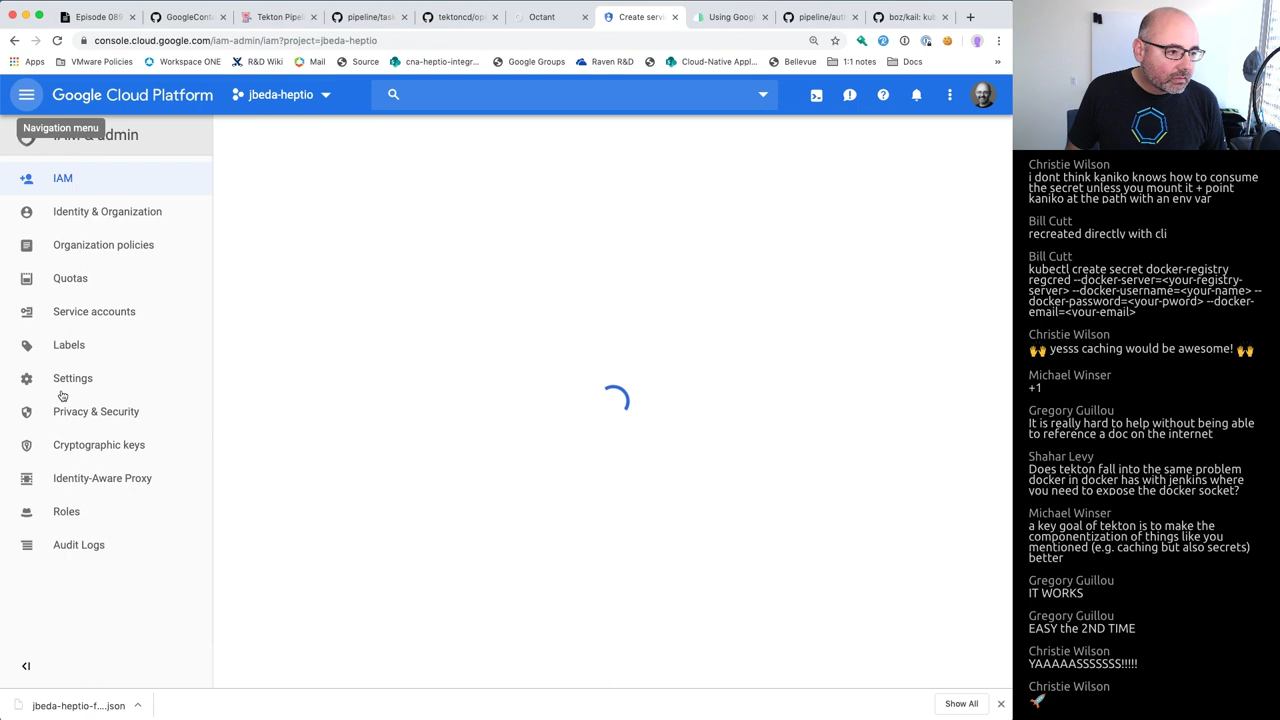 Episode 089
GoogleCont
Tekton Pipel
pipeline/task
tektoncd/ope
Octant
Create servi
Using Googl
pipeline/aut
boz/kail: kub
console.cloud.google.com/iam-admin/iam?project=jbeda-heptio
Apps
VMware Policies
Workspace ONE
R&D Wiki
Mail
Source
cna-heptio-integr...
Google Groups
Raven R&D
Cloud-Native Appl...
Bellevue
1:1 notes
Docs
»
Google Cloud Platform
jbeda-heptio
Navigation menu
IAM & admin
IAM
Identity & Organization
Organization policies
Quotas
Service accounts
Labels
Settings
Privacy & Security
Cryptographic keys
Identity-Aware Proxy
Roles
Audit Logs
jbeda-heptio-f....json
Show All
Christie Wilson
i dont think kaniko knows how to consume
the secret unless you mount it + point
kaniko at the path with an env var
Bill Cutt
recreated directly with cli
Bill Cutt
kubectl create secret docker-registry
regcred --docker-server=<your-registry-
server> --docker-username=<your-name> --
docker-password=<your-pword> --docker-
email=<your-email>
Christie Wilson
🙌 yesss caching would be awesome! 🙌
Michael Winser
+1
Gregory Guillou
It is really hard to help without being able
to reference a doc on the internet
Shahar Levy
Does tekton fall into the same problem
docker in docker has with jenkins where
you need to expose the docker socket?
Michael Winser
a key goal of tekton is to make the
componentization of things like you
mentioned (e.g. caching but also secrets)
better
Gregory Guillou
IT WORKS
Gregory Guillou
EASY the 2ND TIME
Christie Wilson
YAAAAASSSSSSS!!!!!
Christie Wilson
🚀